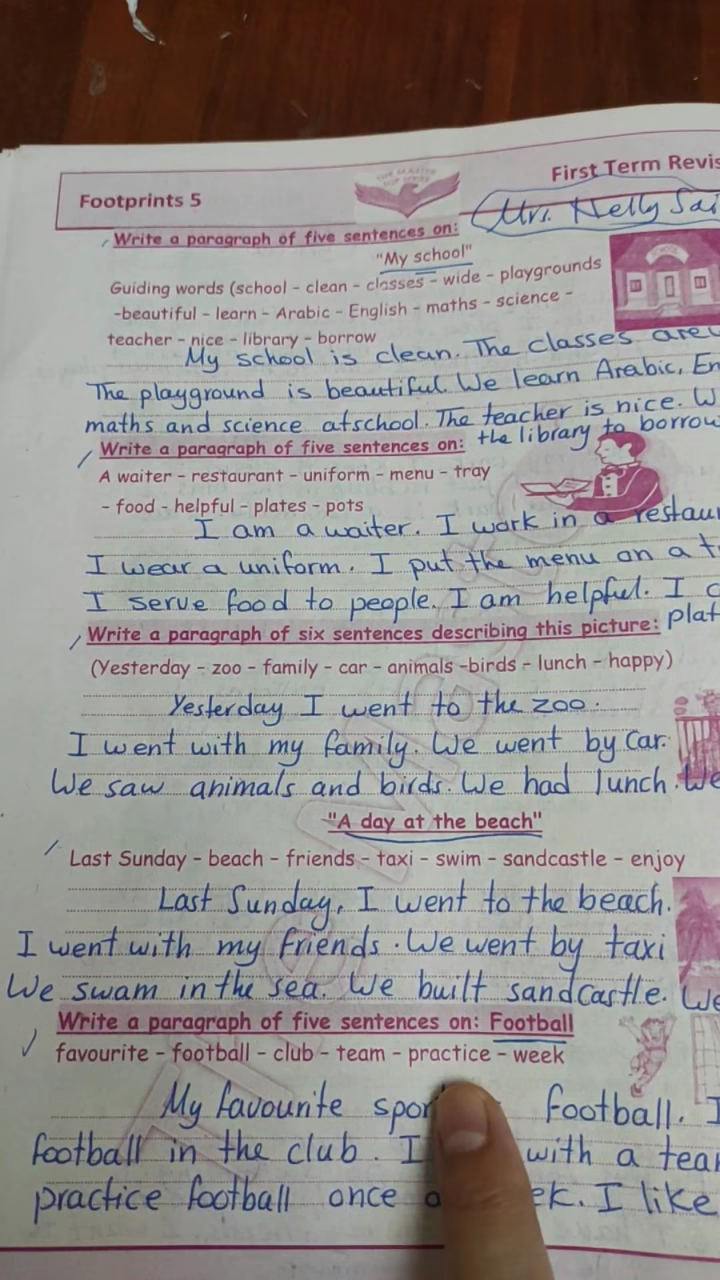 Footprints 5
THE MASTER
First Term Revis
Mrs. Nelly Sai
Write a paragraph of five sentences on:
"My school"
SCHOOL
Guiding words (school - clean - classes - wide - playgrounds
-beautiful - learn - Arabic - English - maths - science -
teacher - nice - library - borrow
My school is clean. The classes are
The playground is beautiful. We learn Arabic, En
maths and science at school. The teacher is nice. W
the library to borrow
Write a paragraph of five sentences on:
A waiter - restaurant - uniform - menu - tray
- food - helpful - plates - pots
I am a waiter. I work in a restau
I wear a uniform. I put the menu on a t
I serve food to people. I am helpful. I c
plat
Write a paragraph of six sentences describing this picture:
(Yesterday - zoo - family - car - animals -birds - lunch - happy)
Yesterday I went to the zoo.
I went with my family. We went by car.
We saw animals and birds. We had lunch. We
"A day at the beach"
Last Sunday - beach - friends - taxi - swim - sandcastle - enjoy
Last Sunday, I went to the beach.
I went with my friends. We went by taxi
We swam in the sea. We built sandcastle. We
Write a paragraph of five sentences on: Football
favourite - football - club - team - practice - week
My favourite spor football. I
football in the club. I with a tea
practice football once a ek. I like
The Master